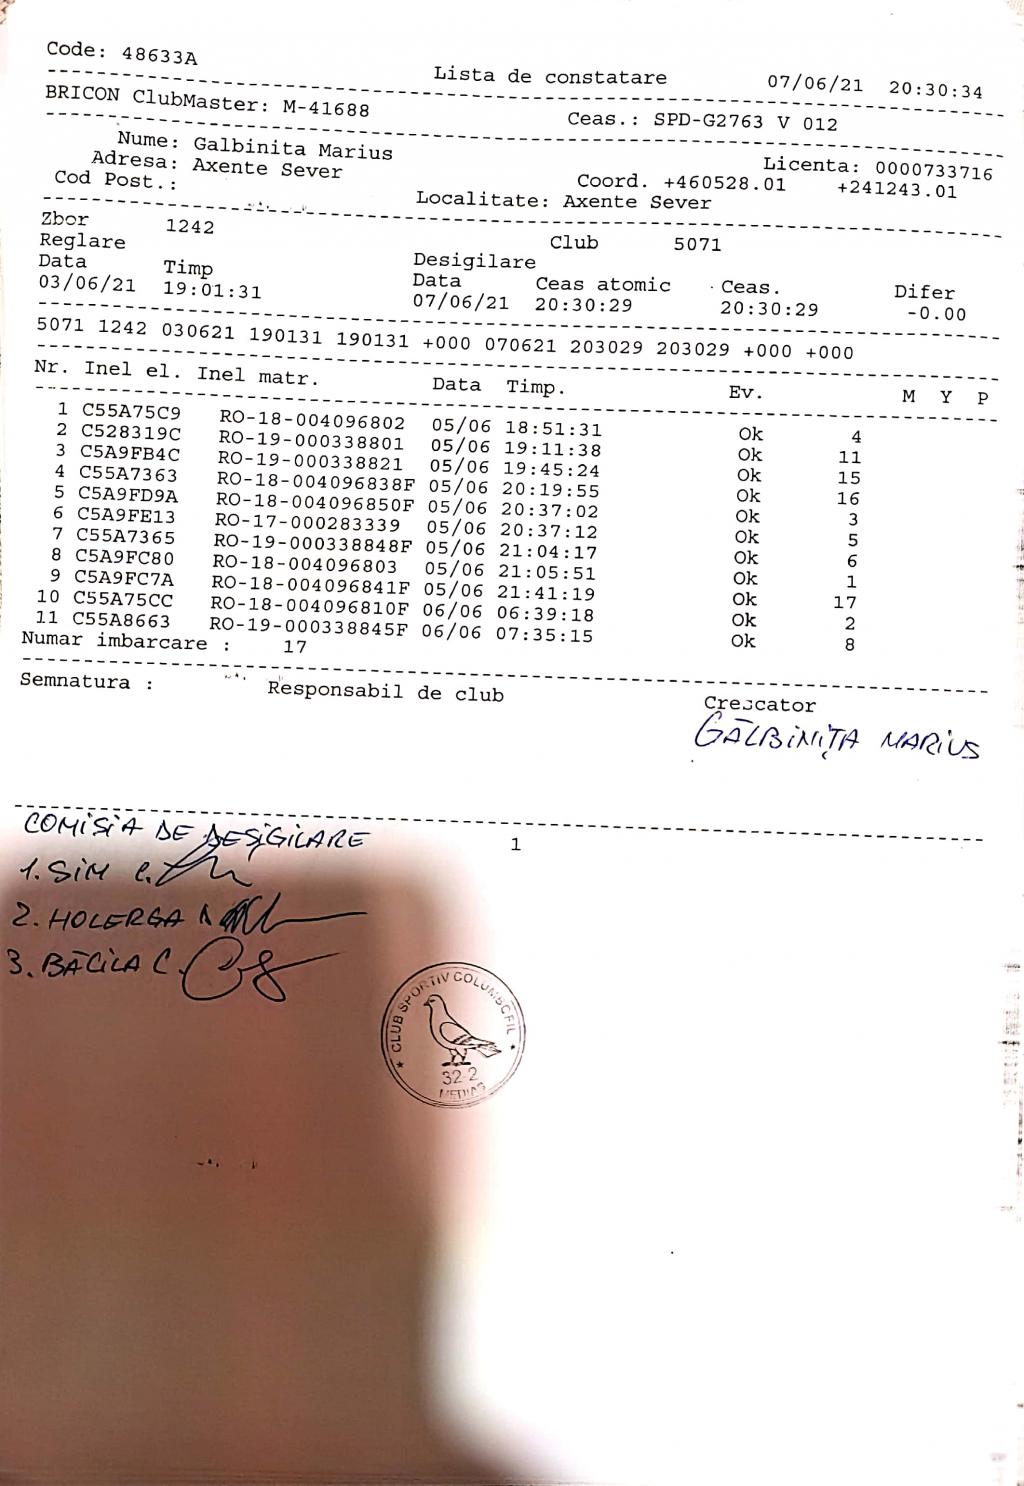 Code: 48633A Lista de constatare 07/06/21 20:30:34
BRICON ClubMaster: M-41688 Ceas.: SPD-G2763 V 012
Nume: Galbinita Marius Licenta: 0000733716
Adresa: Axente Sever Coord. +460528.01 +241243.01
Cod Post.: Localitate: Axente Sever
Zbor 1242 Club 5071
Reglare Desigilare
Data Timp Data Ceas atomic Ceas. Difer
03/06/21 19:01:31 07/06/21 20:30:29 20:30:29 -0.00
5071 1242 030621 190131 190131 +000 070621 203029 203029 +000 +000
Nr. Inel el. Inel matr. Data Timp. Ev. M Y P
1 C55A75C9 RO-18-004096802 05/06 18:51:31 Ok 4
2 C528319C RO-19-000338801 05/06 19:11:38 Ok 11
3 C5A9FB4C RO-19-000338821 05/06 19:45:24 Ok 15
4 C55A7363 RO-18-004096838F 05/06 20:19:55 Ok 16
5 C5A9FD9A RO-18-004096850F 05/06 20:37:02 Ok 3
6 C5A9FE13 RO-17-000283339 05/06 20:37:12 Ok 5
7 C55A7365 RO-19-000338848F 05/06 21:04:17 Ok 6
8 C5A9FC80 RO-18-004096803 05/06 21:05:51 Ok 1
9 C5A9FC7A RO-18-004096841F 05/06 21:41:19 Ok 17
10 C55A75CC RO-18-004096810F 06/06 06:39:18 Ok 2
11 C55A8663 RO-19-000338845F 06/06 07:35:15 Ok 8
Numar imbarcare : 17
Semnatura : Responsabil de club Crescator
GĂLBINIȚA MARIUS
1
COMISIA DE DESIGILARE
1. SIM C.
2. HOLERGA
3. BĂCILA C.
CLUB SPORTIV COLUMBOFIL
32-2
MEDIAS